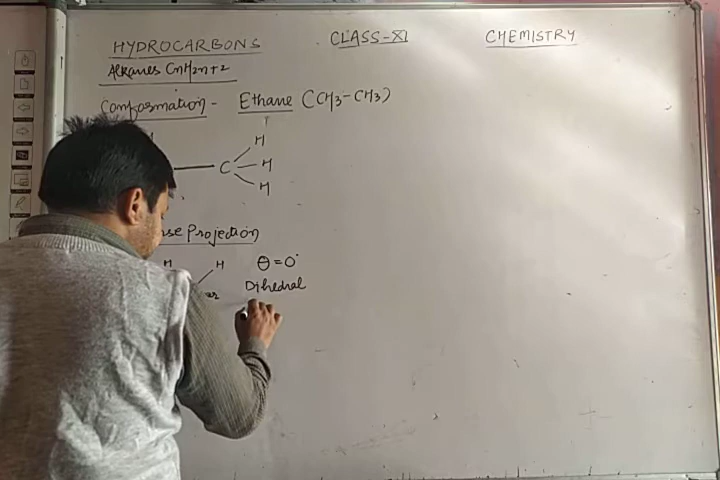 HYDROCARBONS CLASS-XI CHEMISTRY
Alkanes CnH2n+2
Conformation - Ethane (CH3-CH3)
H
C H
H
Projection
H H θ=0°
Dihedral